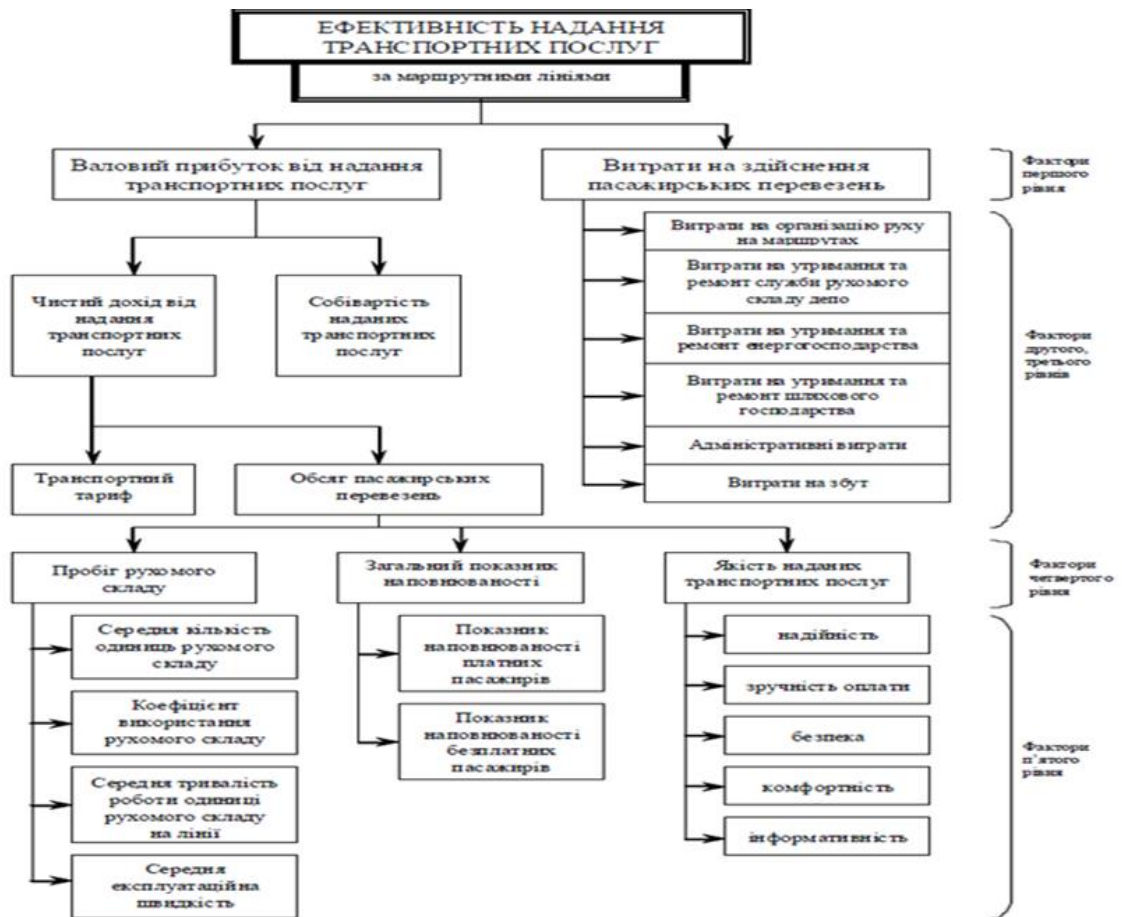 ЕФЕКТИВНІСТЬ НАДАННЯ
ТРАНСПОРТНИХ ПОСЛУГ
за маршрутними лініями
Валовий прибуток від надання
транспортних послуг
Витрати на здійснення
пасажирських перевезень
Фактори
першого
рівня
Чистий дохід від
надання
транспортних
послуг
Собівартість
наданих
транспортних
послуг
Витрати на організацію руху
на маршрутах
Витрати на утримання та
ремонт служби рухомого
складу депо
Витрати на утримання та
ремонт енергогосподарства
Витрати на утримання та
ремонт шляхового
господарства
Адміністративні витрати
Витрати на збут
Фактори
другого,
третього
рівнів
Транспортний
тариф
Обсяг пасажирських
перевезень
Пробіг рухомого
складу
Загальний показник
наповнюваності
Якість наданих
транспортних послуг
Фактори
четвертого
рівня
Середня кількість
одиниць рухомого
складу
Коефіцієнт
використання
рухомого складу
Середня тривалість
роботи одиниці
рухомого складу
на лінії
Середня
експлуатаційна
швидкість
Показник
наповнюваності
платних
пасажирів
Показник
наповнюваності
безплатних
пасажирів
надійність
зручність оплати
безпека
комфортність
інформативність
Фактори
п’ятого
рівня